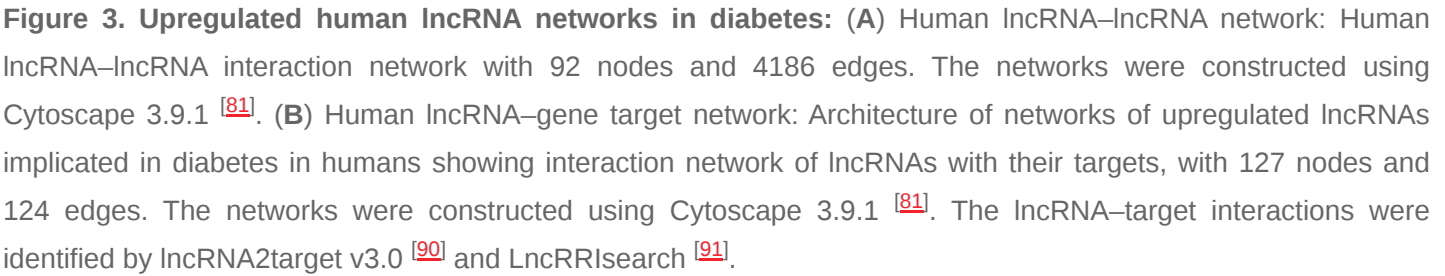 Figure 3. Upregulated human lncRNA networks in diabetes: (A) Human lncRNA–lncRNA network: Human
lncRNA–lncRNA interaction network with 92 nodes and 4186 edges. The networks were constructed using
Cytoscape 3.9.1 [81]. (B) Human lncRNA–gene target network: Architecture of networks of upregulated lncRNAs
implicated in diabetes in humans showing interaction network of lncRNAs with their targets, with 127 nodes and
124 edges. The networks were constructed using Cytoscape 3.9.1 [81]. The lncRNA–target interactions were
identified by lncRNA2target v3.0 [90] and LncRRIsearch [91].